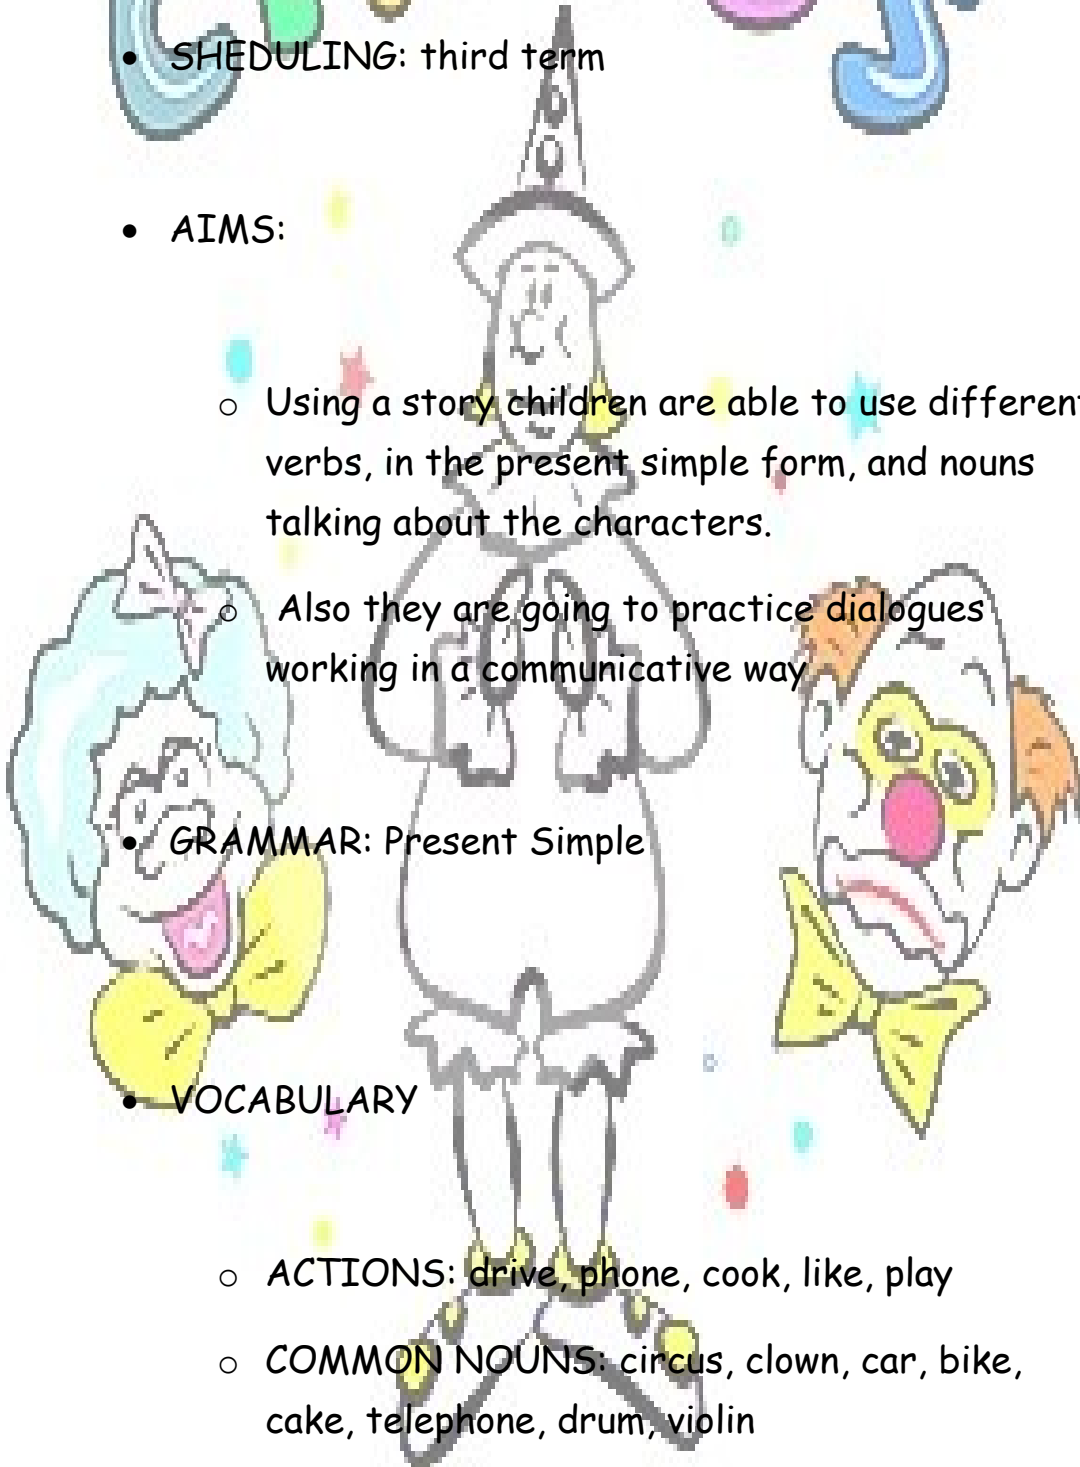 • SHEDULING: third term
• AIMS:
o Using a story children are able to use different
verbs, in the present simple form, and nouns
talking about the characters.
o Also they are going to practice dialogues
working in a communicative way
• GRAMMAR: Present Simple
• VOCABULARY
o ACTIONS: drive, phone, cook, like, play
o COMMON NOUNS: circus, clown, car, bike,
cake, telephone, drum, violin